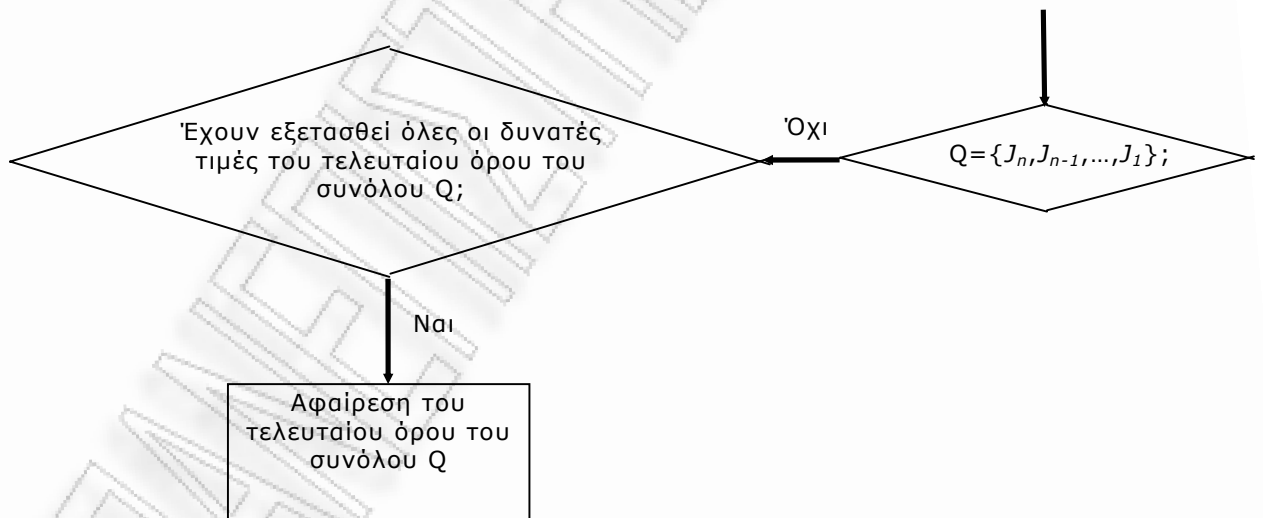 Έχουν εξετασθεί όλες οι δυνατές
τιμές του τελευταίου όρου του
συνόλου Q;
Όχι
Q={Jn,Jn-1,…,J1};
Ναι
Αφαίρεση του
τελευταίου όρου του
συνόλου Q